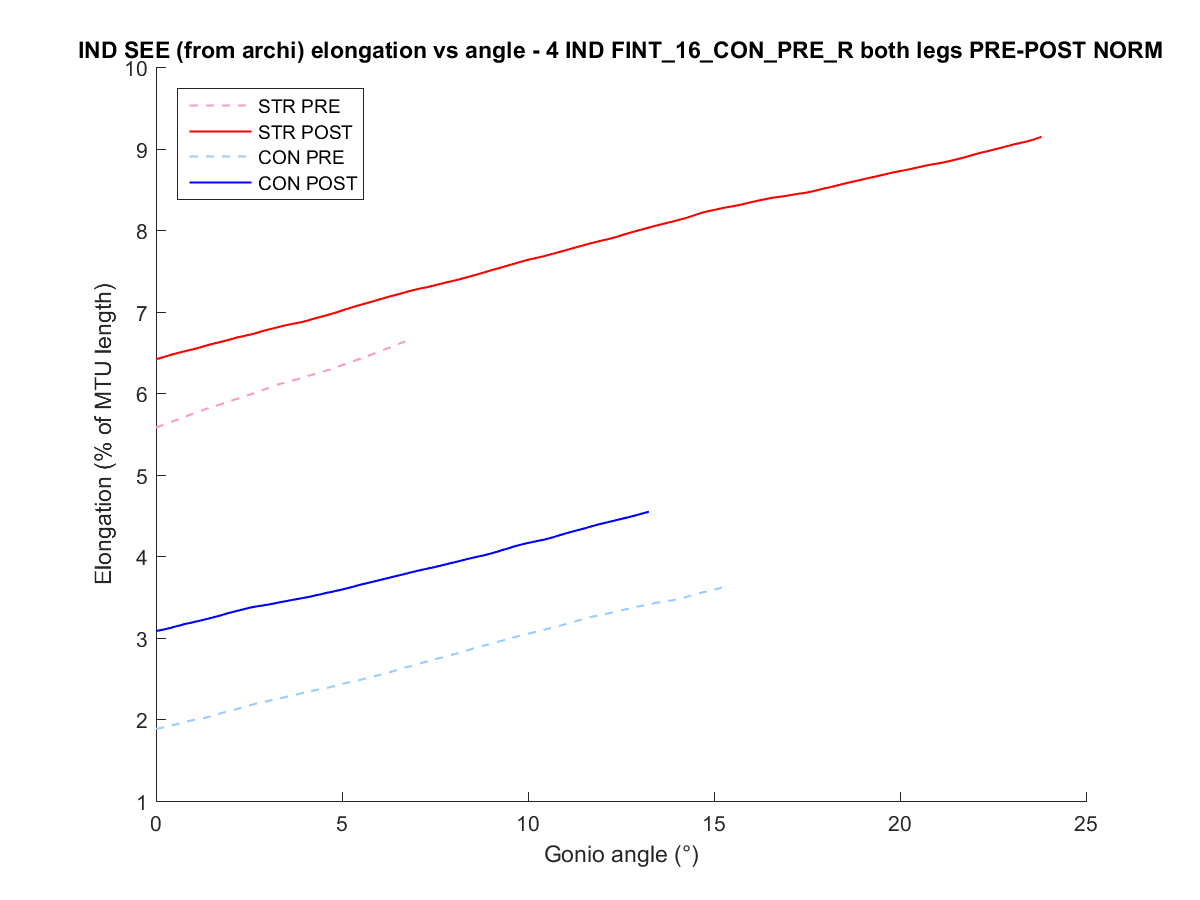 IND SEE (from archi) elongation vs angle - 4 IND FINT_16_CON_PRE_R both legs PRE-POST NORM
STR PRE
STR POST
CON PRE
CON POST
Elongation (% of MTU length)
10
9
8
7
6
5
4
3
2
1
0
5
10
15
20
25
Gonio angle (°)